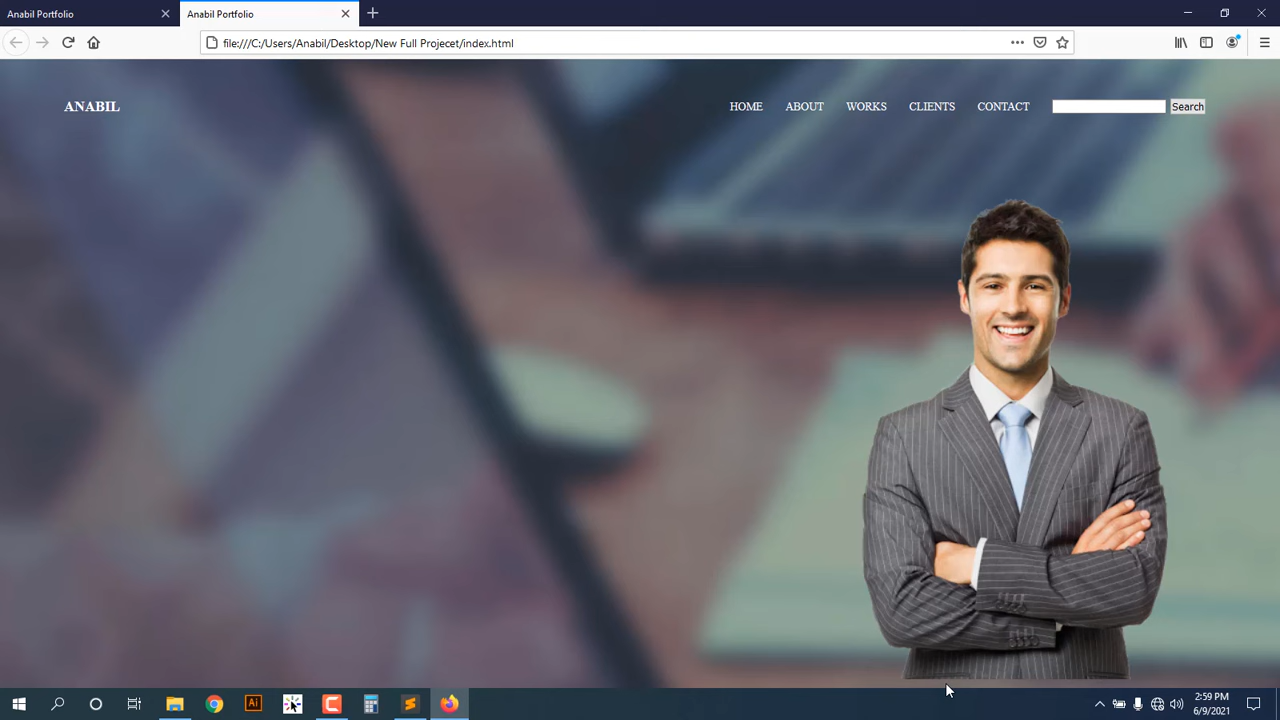 Anabil Portfolio
Anabil Portfolio
file:///C:/Users/Anabil/Desktop/New Full Projecet/index.html
ANABIL
HOME ABOUT WORKS CLIENTS CONTACT Search
Ai
2:59 PM
6/9/2021